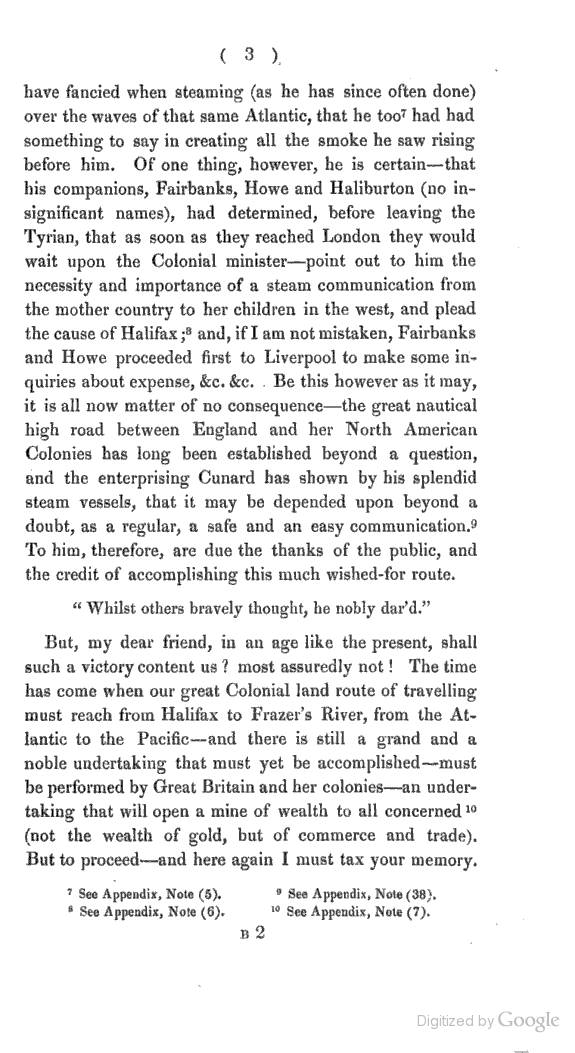 ( 3 )
have fancied when steaming (as he has since often done)
over the waves of that same Atlantic, that he too⁷ had had
something to say in creating all the smoke he saw rising
before him. Of one thing, however, he is certain—that
his companions, Fairbanks, Howe and Haliburton (no in-
significant names), had determined, before leaving the
Tyrian, that as soon as they reached London they would
wait upon the Colonial minister—point out to him the
necessity and importance of a steam communication from
the mother country to her children in the west, and plead
the cause of Halifax;⁸ and, if I am not mistaken, Fairbanks
and Howe proceeded first to Liverpool to make some in-
quiries about expense, &c. &c. Be this however as it may,
it is all now matter of no consequence—the great nautical
high road between England and her North American
Colonies has long been established beyond a question,
and the enterprising Cunard has shown by his splendid
steam vessels, that it may be depended upon beyond a
doubt, as a regular, a safe and an easy communication.⁹
To him, therefore, are due the thanks of the public, and
the credit of accomplishing this much wished-for route.
“ Whilst others bravely thought, he nobly dar’d.”
But, my dear friend, in an age like the present, shall
such a victory content us? most assuredly not! The time
has come when our great Colonial land route of travelling
must reach from Halifax to Frazer’s River, from the At-
lantic to the Pacific—and there is still a grand and a
noble undertaking that must yet be accomplished—must
be performed by Great Britain and her colonies—an under-
taking that will open a mine of wealth to all concerned ¹⁰
(not the wealth of gold, but of commerce and trade).
But to proceed—and here again I must tax your memory.
⁷ See Appendix, Note (5). ⁹ See Appendix, Note (38).
⁸ See Appendix, Note (6). ¹⁰ See Appendix, Note (7).
B 2
Digitized by Google